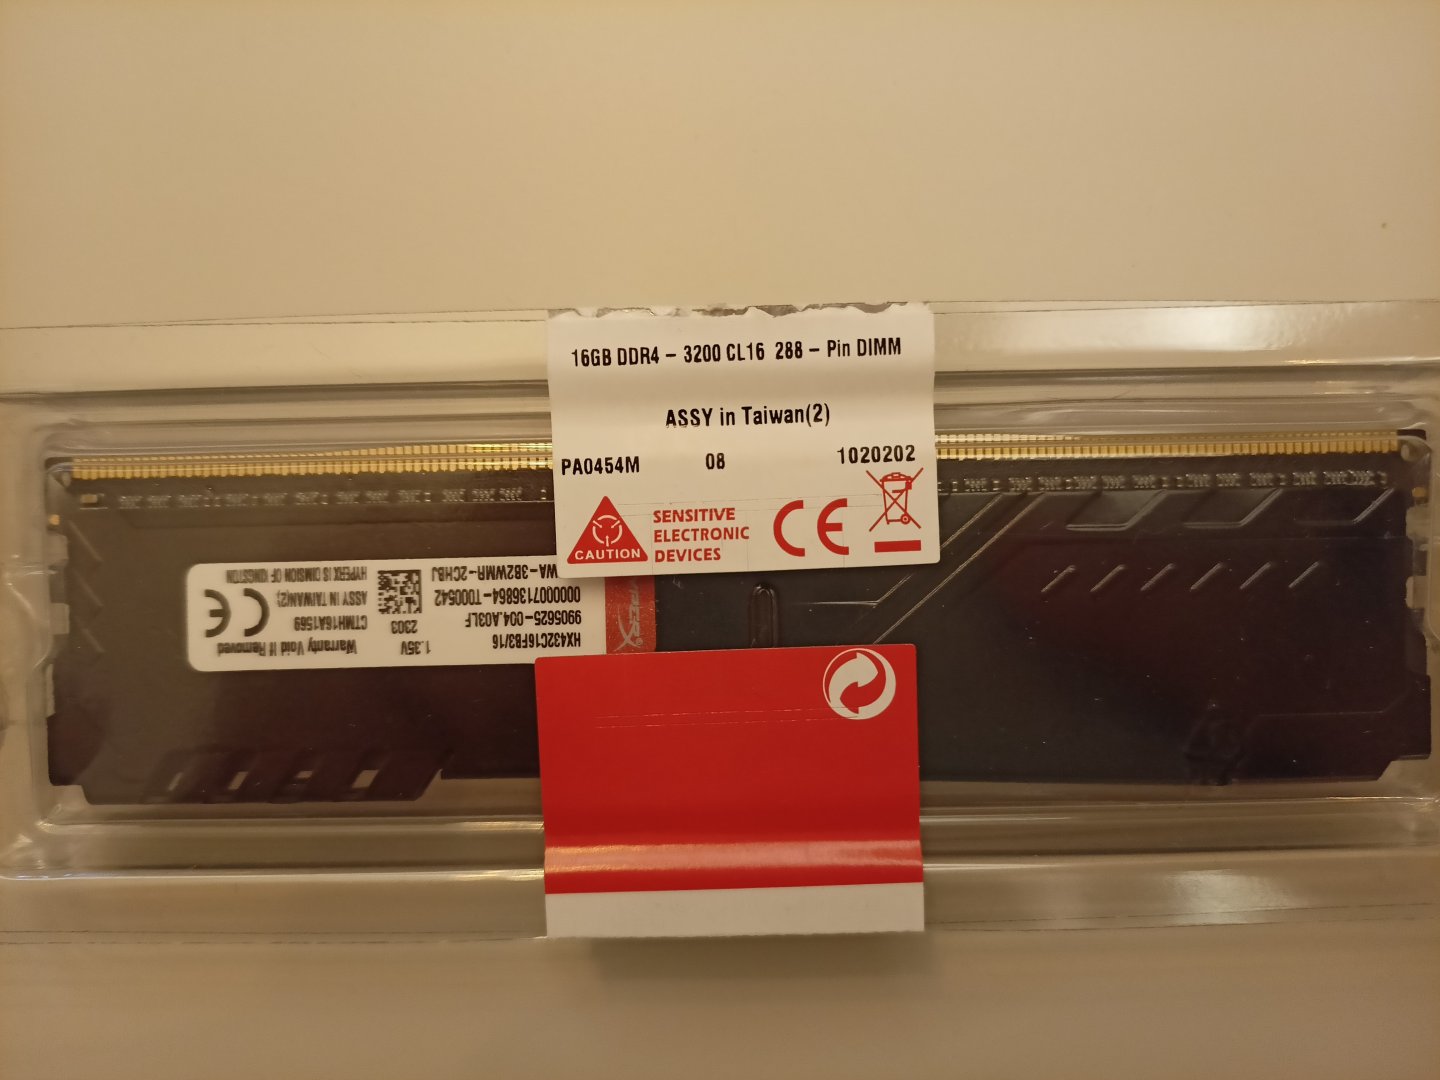 16GB DDR4 - 3200 CL16 288 - Pin DIMM
ASSY in Taiwan(2)
PA0454M 08 1020202
SENSITIVE
ELECTRONIC
DEVICES
CAUTION
CE
HX432C16FB3/16 1.35V Warranty Void If Removed
9905625-004.A03LF 2303 CTMH16A1569
0000007136864-T000542 ASSY IN TAIWAN(2)
WA-3B2WMR-2CHBJ HYPERX IS DIVISION OF KINGSTON
CE